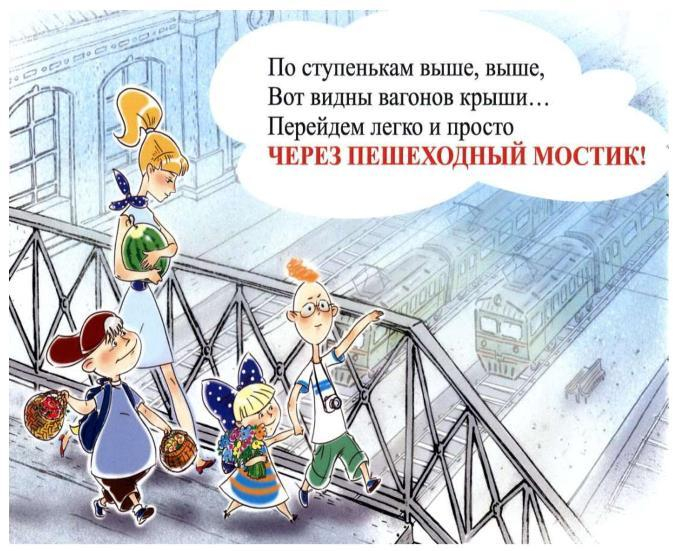 По ступенькам выше, выше,
Вот видны вагонов крыши...
Перейдем легко и просто
ЧЕРЕЗ ПЕШЕХОДНЫЙ МОСТИК!